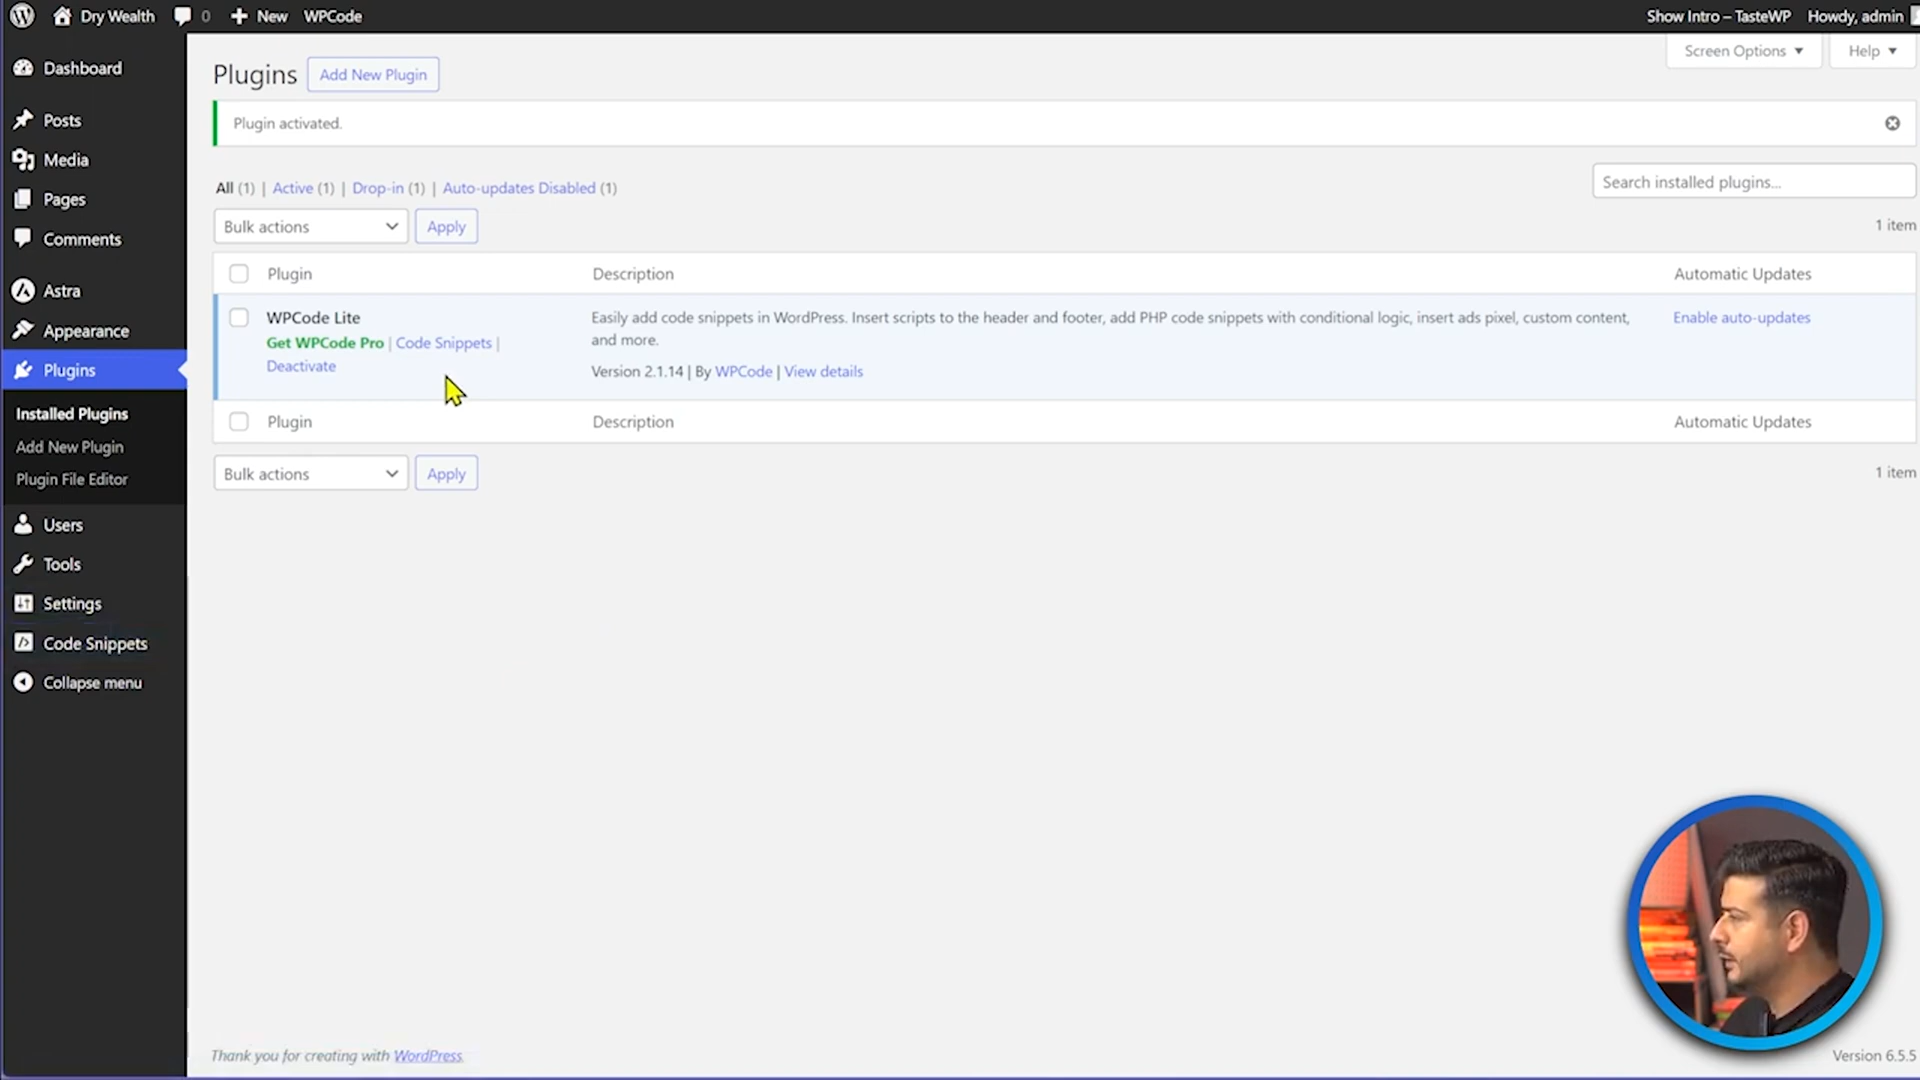 Dry Wealth 0 New WPCode Show Intro – TasteWP Howdy, admin
Dashboard
Posts
Media
Pages
Comments
Astra
Appearance
Plugins
Installed Plugins
Add New Plugin
Plugin File Editor
Users
Tools
Settings
Code Snippets
Collapse menu
Screen Options Help
Plugins Add New Plugin
Plugin activated.
All (1) | Active (1) | Drop-in (1) | Auto-updates Disabled (1)
Search installed plugins...
Bulk actions Apply
1 item
Plugin Description Automatic Updates
WPCode Lite
Get WPCode Pro | Code Snippets |
Deactivate
Easily add code snippets in WordPress. Insert scripts to the header and footer, add PHP code snippets with conditional logic, insert ads pixel, custom content,
and more.
Version 2.1.14 | By WPCode | View details
Enable auto-updates
Plugin Description Automatic Updates
Bulk actions Apply
1 item
Thank you for creating with WordPress.
Version 6.5.5